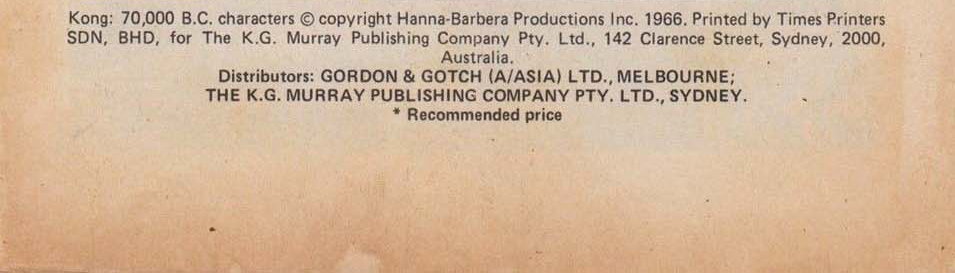 Kong: 70,000 B.C. characters © copyright Hanna-Barbera Productions Inc. 1966. Printed by Times Printers
SDN, BHD, for The K.G. Murray Publishing Company Pty. Ltd., 142 Clarence Street, Sydney, 2000,
Australia.
Distributors: GORDON & GOTCH (A/ASIA) LTD., MELBOURNE;
THE K.G. MURRAY PUBLISHING COMPANY PTY. LTD., SYDNEY.
* Recommended price